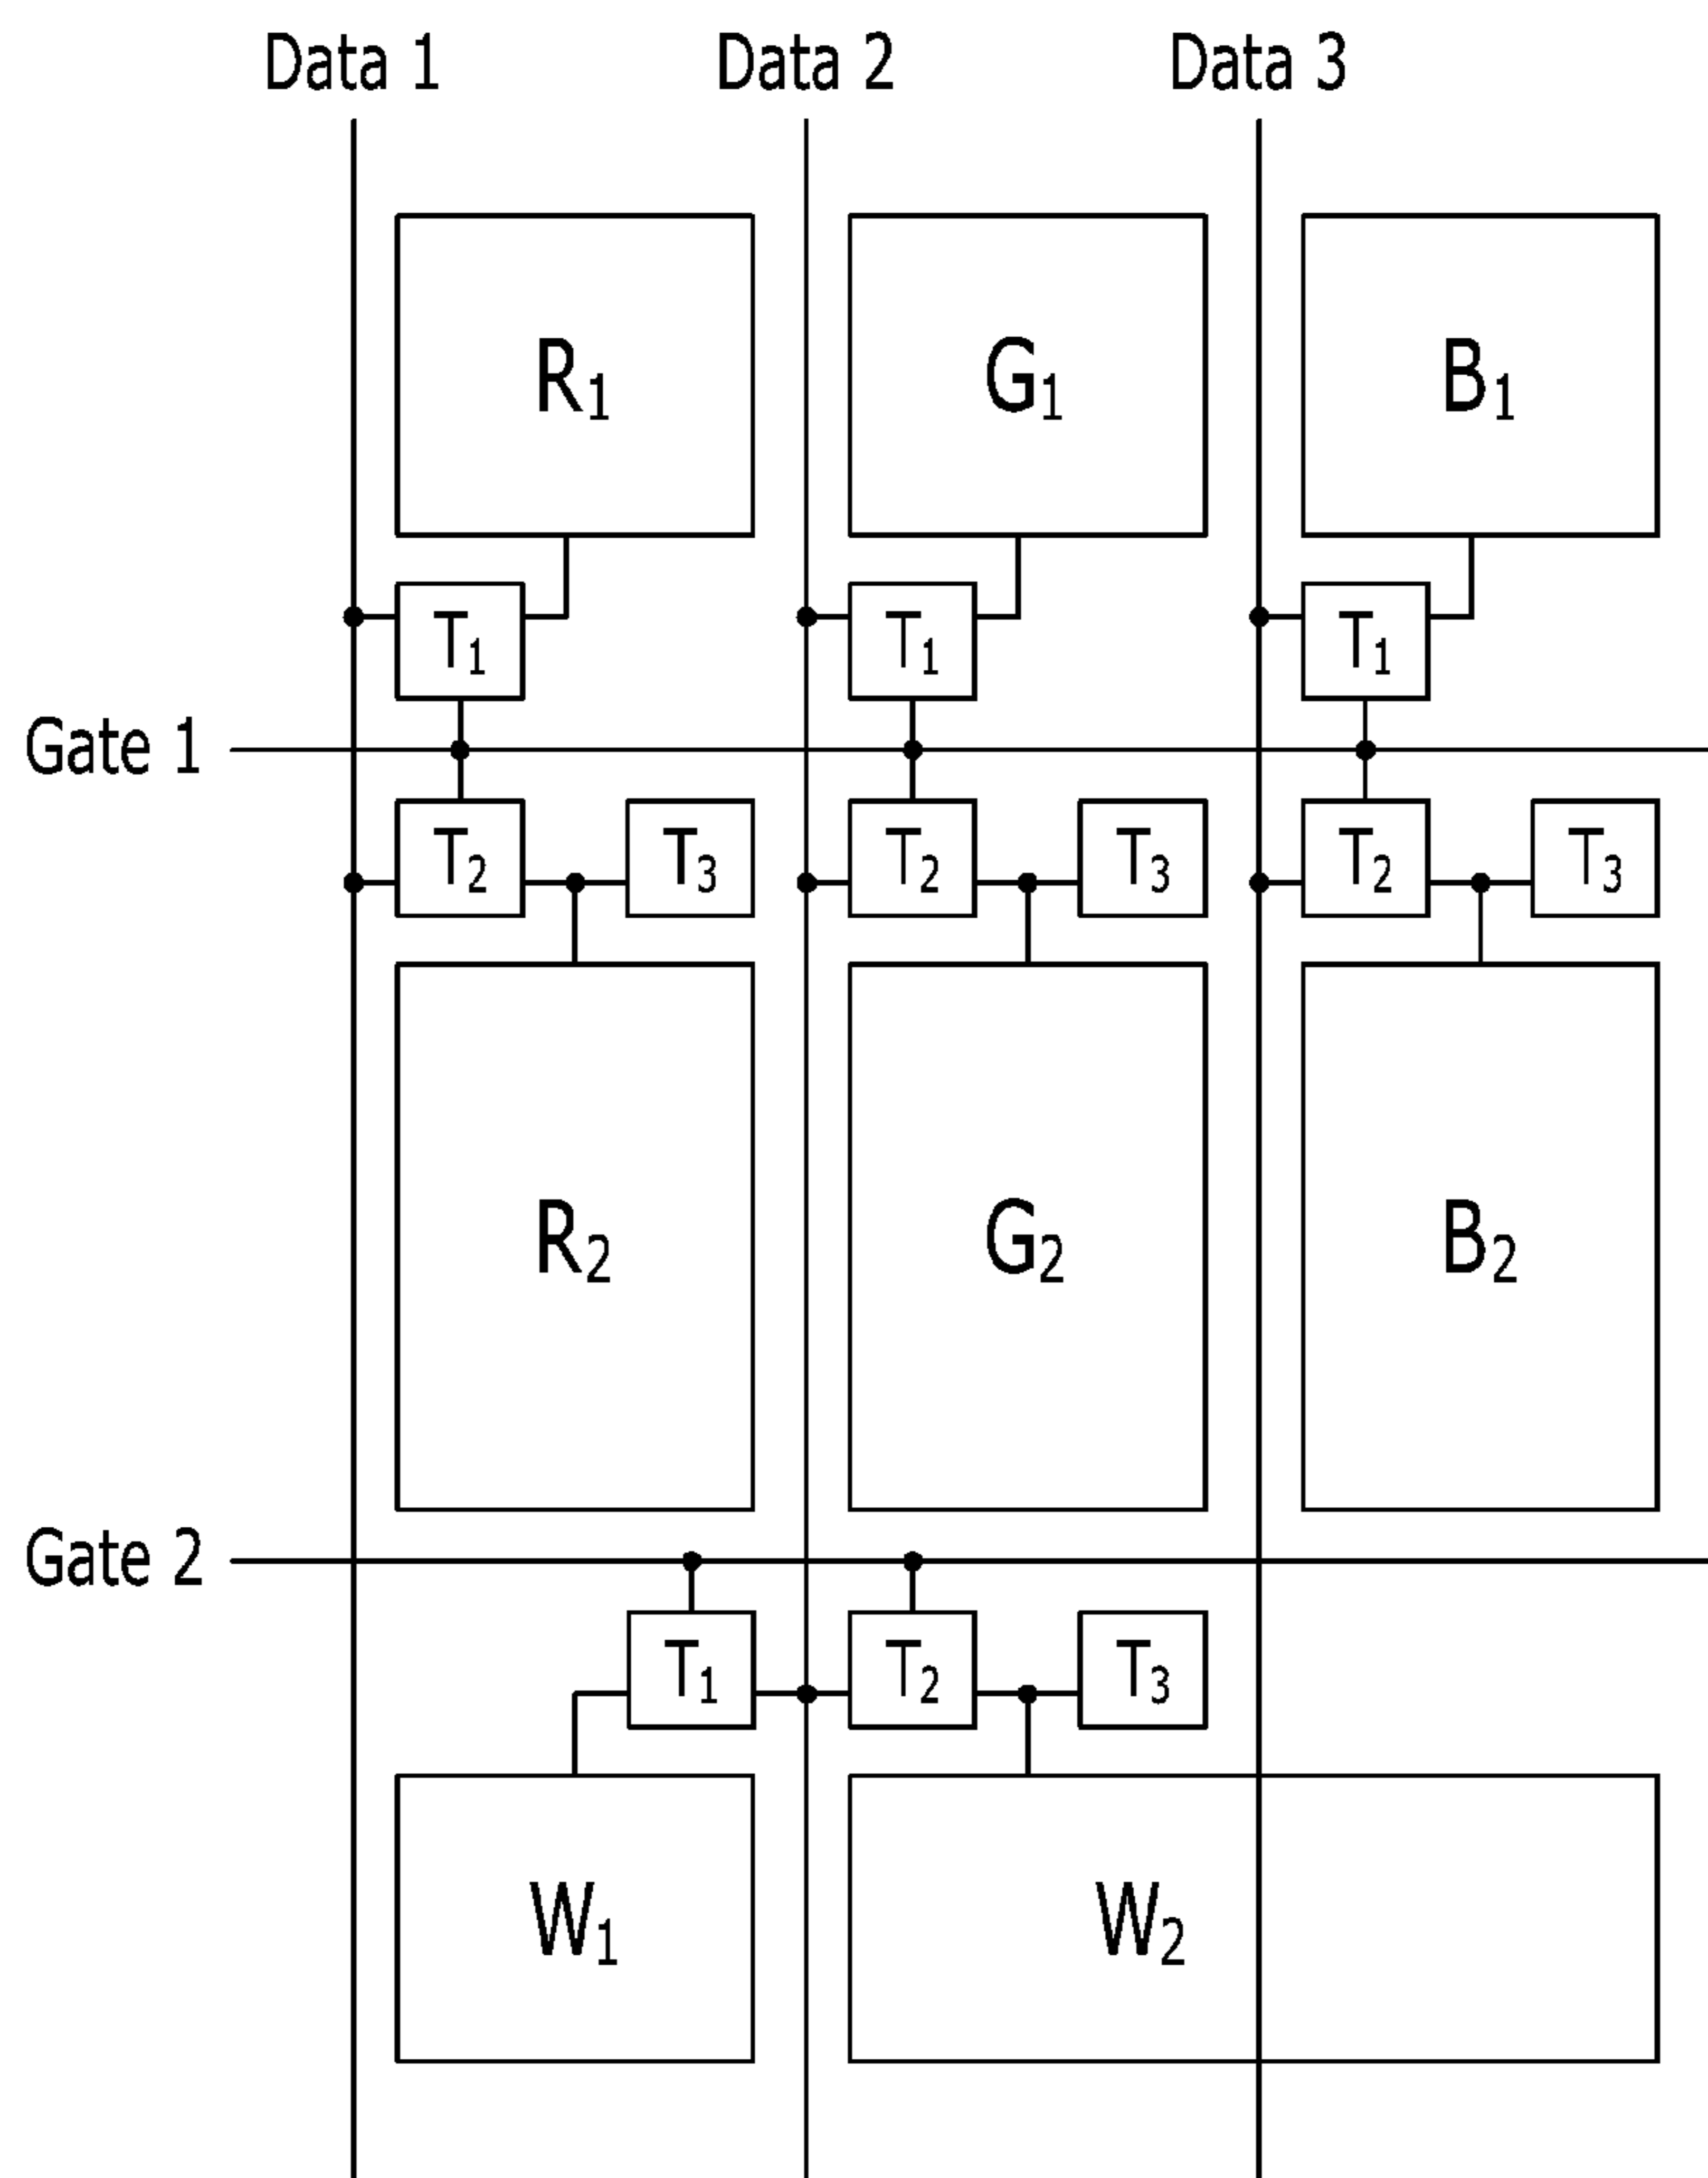 Data 1 Data 2 Data 3
R₁ G₁ B₁
T₁ T₁ T₁
Gate 1
T₂ T₃ T₂ T₃ T₂ T₃
R₂ G₂ B₂
Gate 2
T₁ T₂ T₃
W₁ W₂